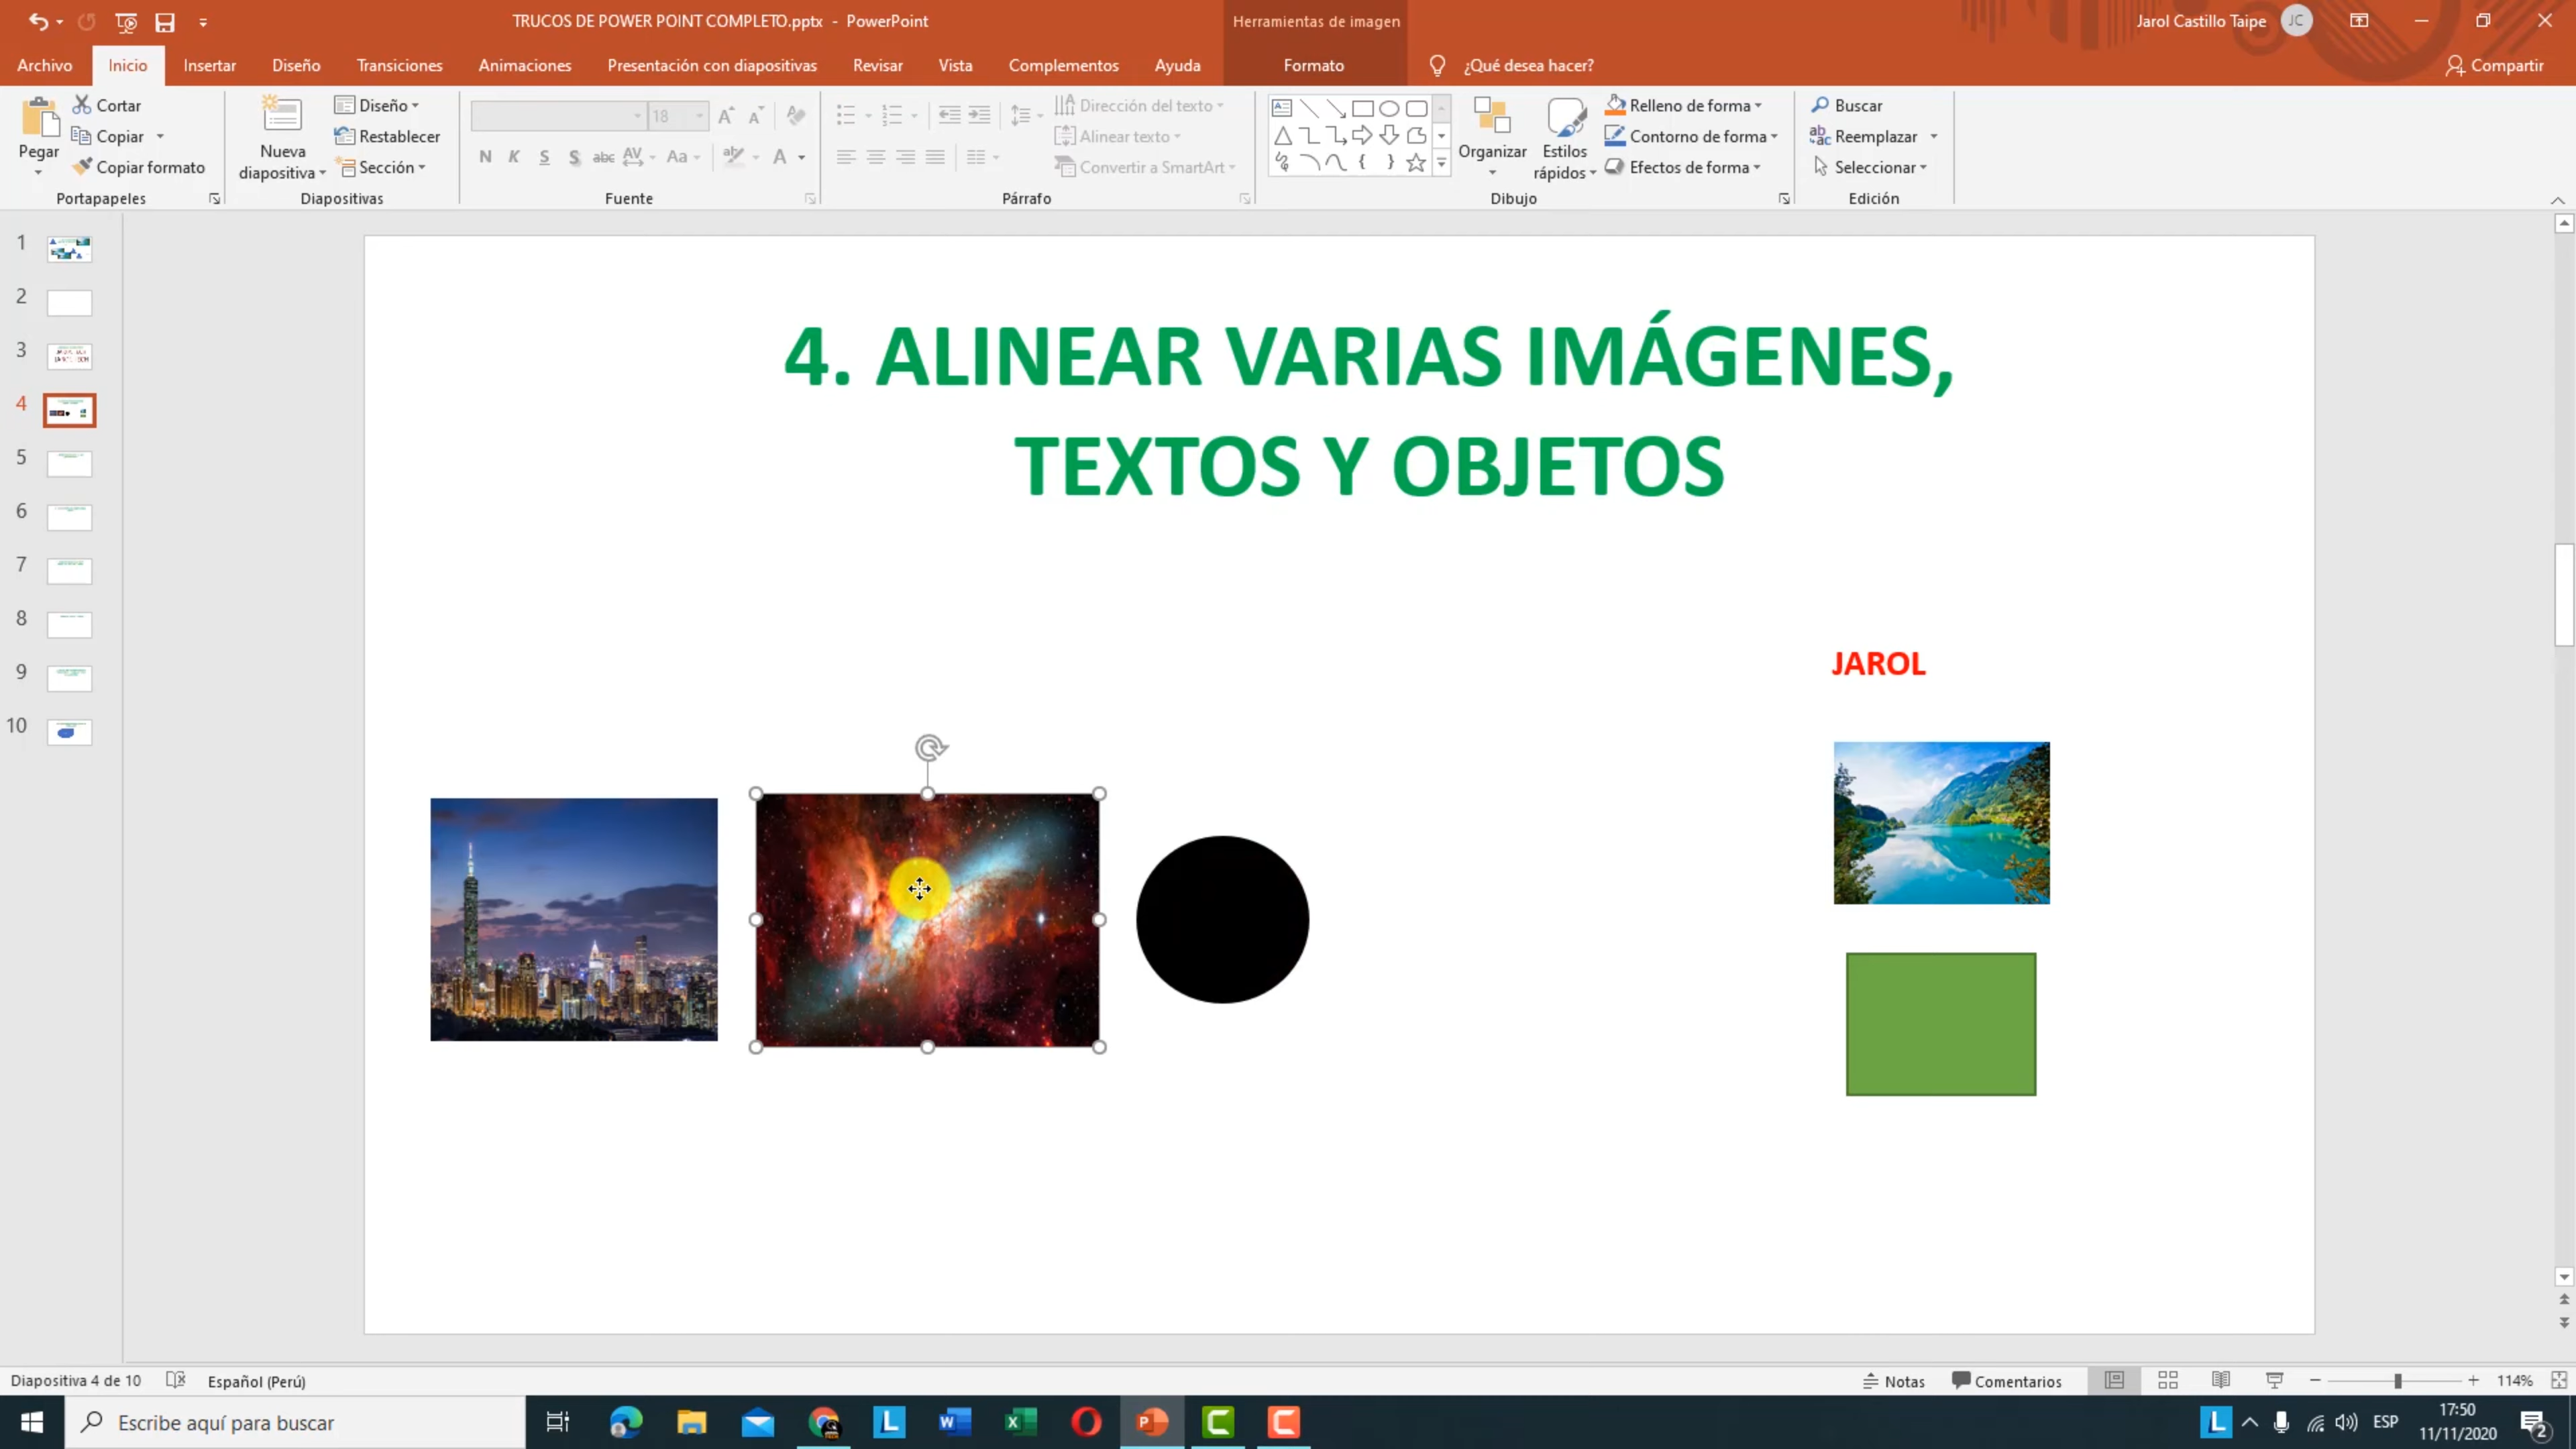 TRUCOS DE POWER POINT COMPLETO.pptx - PowerPoint
Herramientas de imagen
Jarol Castillo Taipe
JC
Archivo Inicio Insertar Diseño Transiciones Animaciones Presentación con diapositivas Revisar Vista Complementos Ayuda Formato ¿Qué desea hacer? Compartir
Pegar
Cortar
Copiar
Copiar formato
Portapapeles
Nueva diapositiva
Diseño
Restablecer
Sección
Diapositivas
18
N K S S abc AV Aa A
Fuente
Dirección del texto
Alinear texto
Convertir a SmartArt
Párrafo
Organizar
Estilos rápidos
Relleno de forma
Contorno de forma
Efectos de forma
Dibujo
Buscar
Reemplazar
Seleccionar
Edición
1
2
3
4
5
6
7
8
9
10
4. ALINEAR VARIAS IMÁGENES,
TEXTOS Y OBJETOS
JAROL
Diapositiva 4 de 10 Español (Perú) Notas Comentarios 114%
Escribe aquí para buscar
ESP
17:50
11/11/2020
2